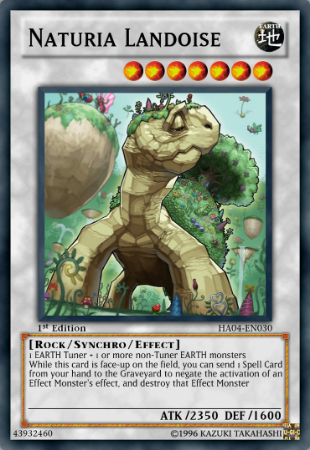 NATURIA LANDOISE
EARTH
地
1st Edition
HA04-EN030
[ROCK/SYNCHRO/EFFECT]
1 EARTH Tuner + 1 or more non-Tuner EARTH monsters
While this card is face-up on the field, you can send 1 Spell Card
from your hand to the Graveyard to negate the activation of an
Effect Monster's effect, and destroy that Effect Monster
ATK/2350 DEF/1600
43932460
©1996 KAZUKI TAKAHASHI